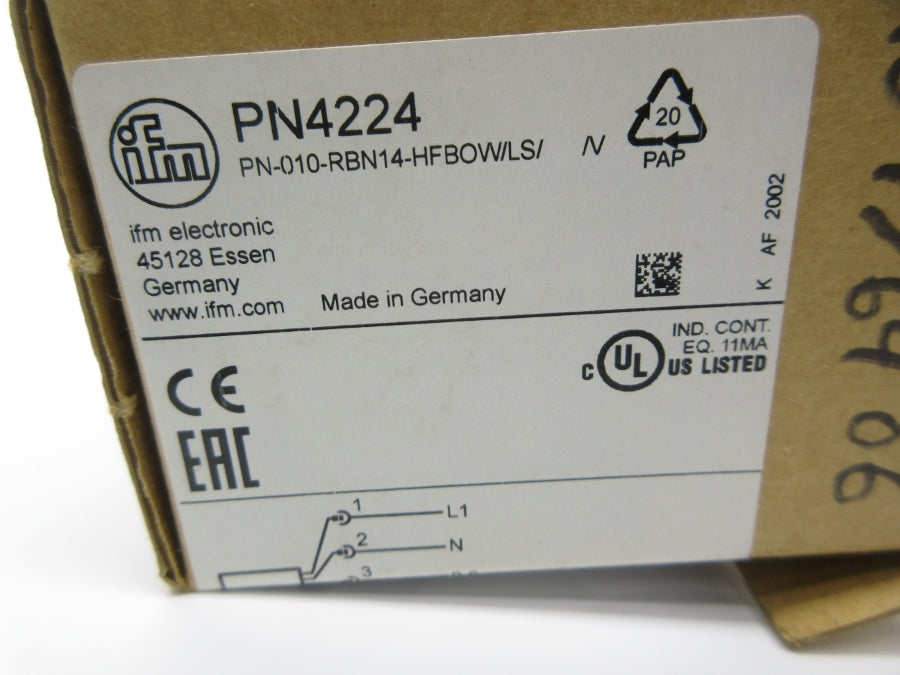 ifm
PN4224
PN-010-RBN14-HFBOW/LS/ /V
20
PAP
ifm electronic
45128 Essen
Germany
www.ifm.com
Made in Germany
K AF 2002
CE
EAC
c UL US LISTED
IND. CONT.
EQ. 11MA
1 L1
2 N
3